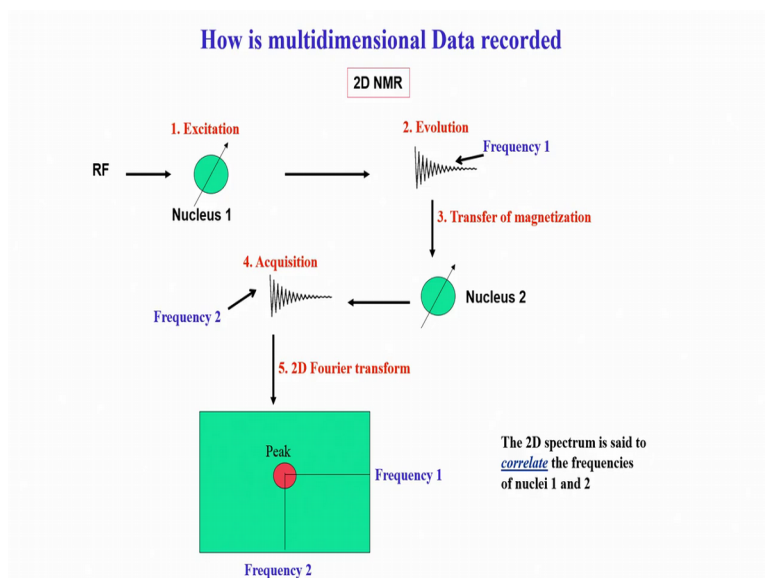 How is multidimensional Data recorded
2D NMR
1. Excitation
2. Evolution
Frequency 1
RF
Nucleus 1
3. Transfer of magnetization
4. Acquisition
Nucleus 2
Frequency 2
5. 2D Fourier transform
Peak
Frequency 1
Frequency 2
The 2D spectrum is said to
correlate the frequencies
of nuclei 1 and 2